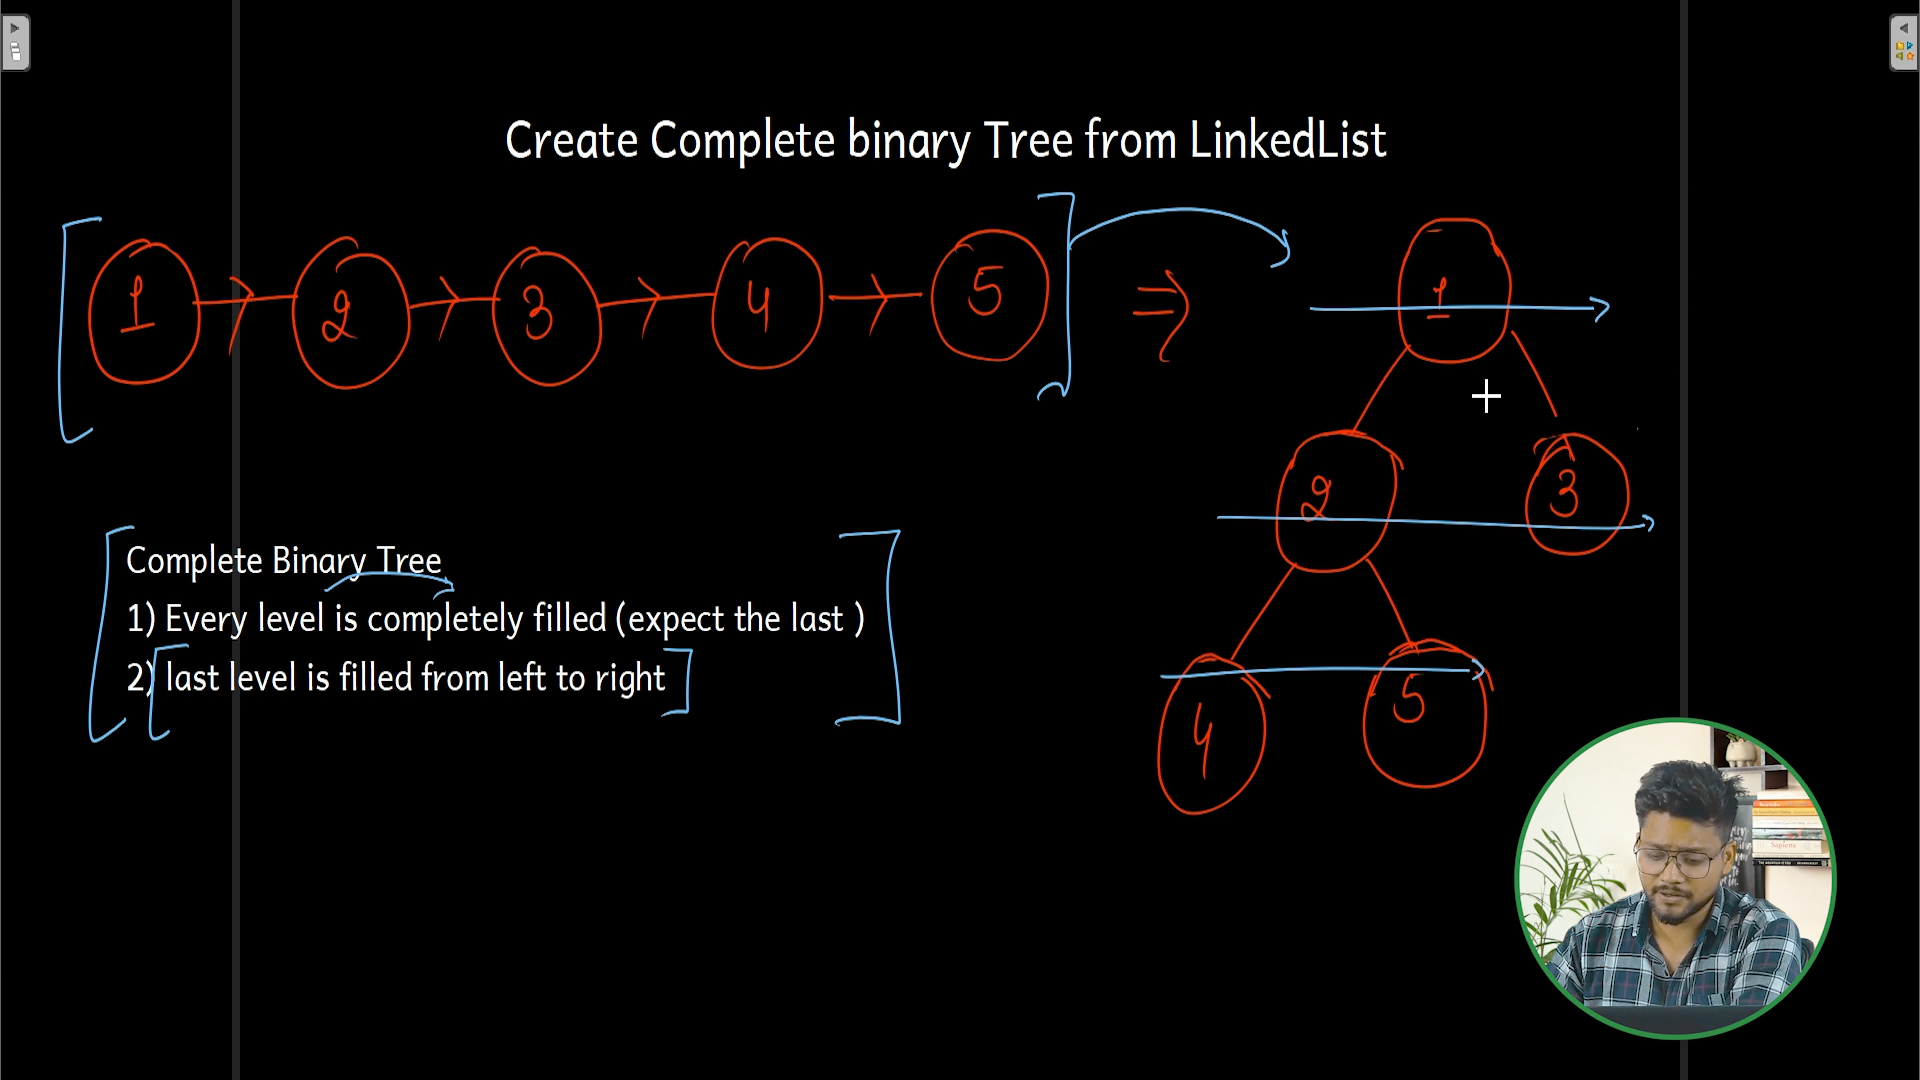 Create Complete binary Tree from LinkedList
1 2 3 4 5
1
2 3
4 5
Complete Binary Tree
1) Every level is completely filled (expect the last )
2) last level is filled from left to right
Sapiens